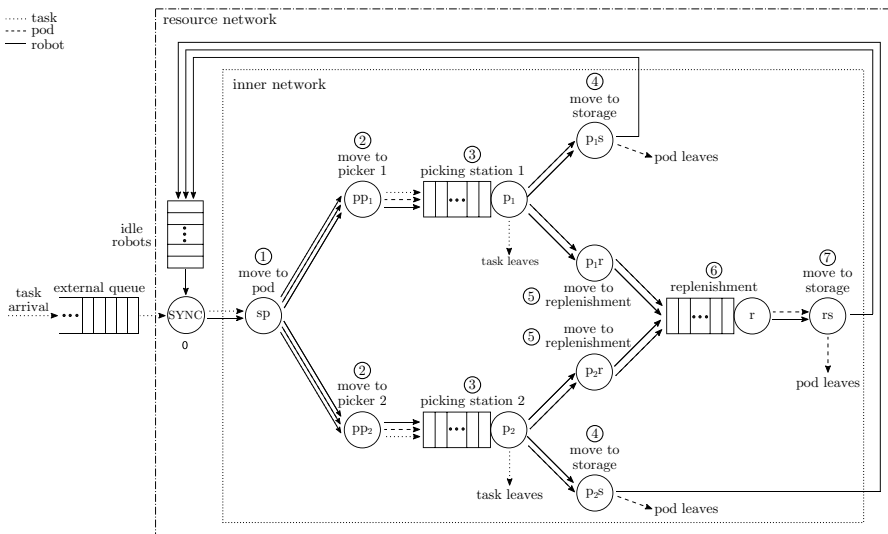 task
pod
robot
resource network
inner network
④
move to
storage
p₁s
pod leaves
②
move to
picker 1
pp₁
③
picking station 1
p₁
task leaves
idle
robots
①
move to
pod
sp
p₁r
⑤ move to
replenishment
⑥
replenishment
r
⑦
move to
storage
rs
pod leaves
task
arrival
external queue
SYNC
0
⑤ move to
replenishment
p₂r
②
move to
picker 2
pp₂
③
picking station 2
p₂
task leaves
④
move to
storage
p₂s
pod leaves